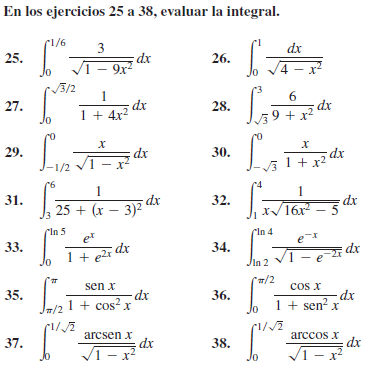 En los ejercicios 25 a 38, evaluar la integral.
25. ∫₀^{1/6} 3/√(1 − 9x²) dx
26. ∫₀^{1} dx/√(4 − x²)
27. ∫₀^{√3/2} 1/(1 + 4x²) dx
28. ∫_{√3}^{3} 6/(9 + x²) dx
29. ∫_{−1/2}^{0} x/√(1 − x²) dx
30. ∫_{−√3}^{0} x/(1 + x²) dx
31. ∫₃^{6} 1/(25 + (x − 3)²) dx
32. ∫₁^{4} 1/(x√(16x² − 5)) dx
33. ∫₀^{ln 5} eˣ/(1 + e²ˣ) dx
34. ∫_{ln 2}^{ln 4} e⁻ˣ/√(1 − e⁻²ˣ) dx
35. ∫_{π/2}^{π} sen x/(1 + cos² x) dx
36. ∫₀^{π/2} cos x/(1 + sen² x) dx
37. ∫₀^{1/√2} arcsen x/√(1 − x²) dx
38. ∫₀^{1/√2} arccos x/√(1 − x²) dx